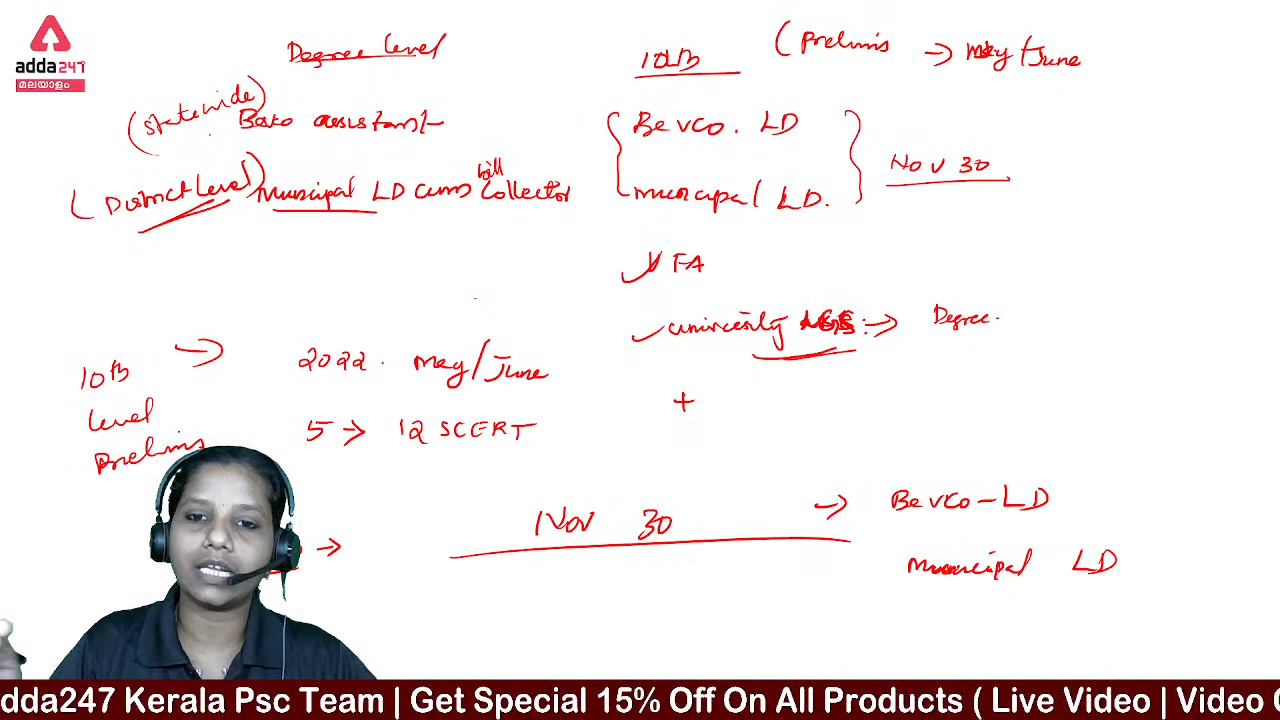 adda247
മലയാളം
Degree level
10th
(Prelims -> May/June
(Statewide)
assistant
Bevco. LD
Nov 30
(District Level) Municipal LD cum bill collector
Municipal LD.
FA
University LGS -> Degree.
10th level Prelims ->
2022. May/June
5 -> 12 SCERT
+
Nov 30
-> Bevco-LD
Municipal LD
->
dda247 Kerala Psc Team | Get Special 15% Off On All Products ( Live Video | Video C